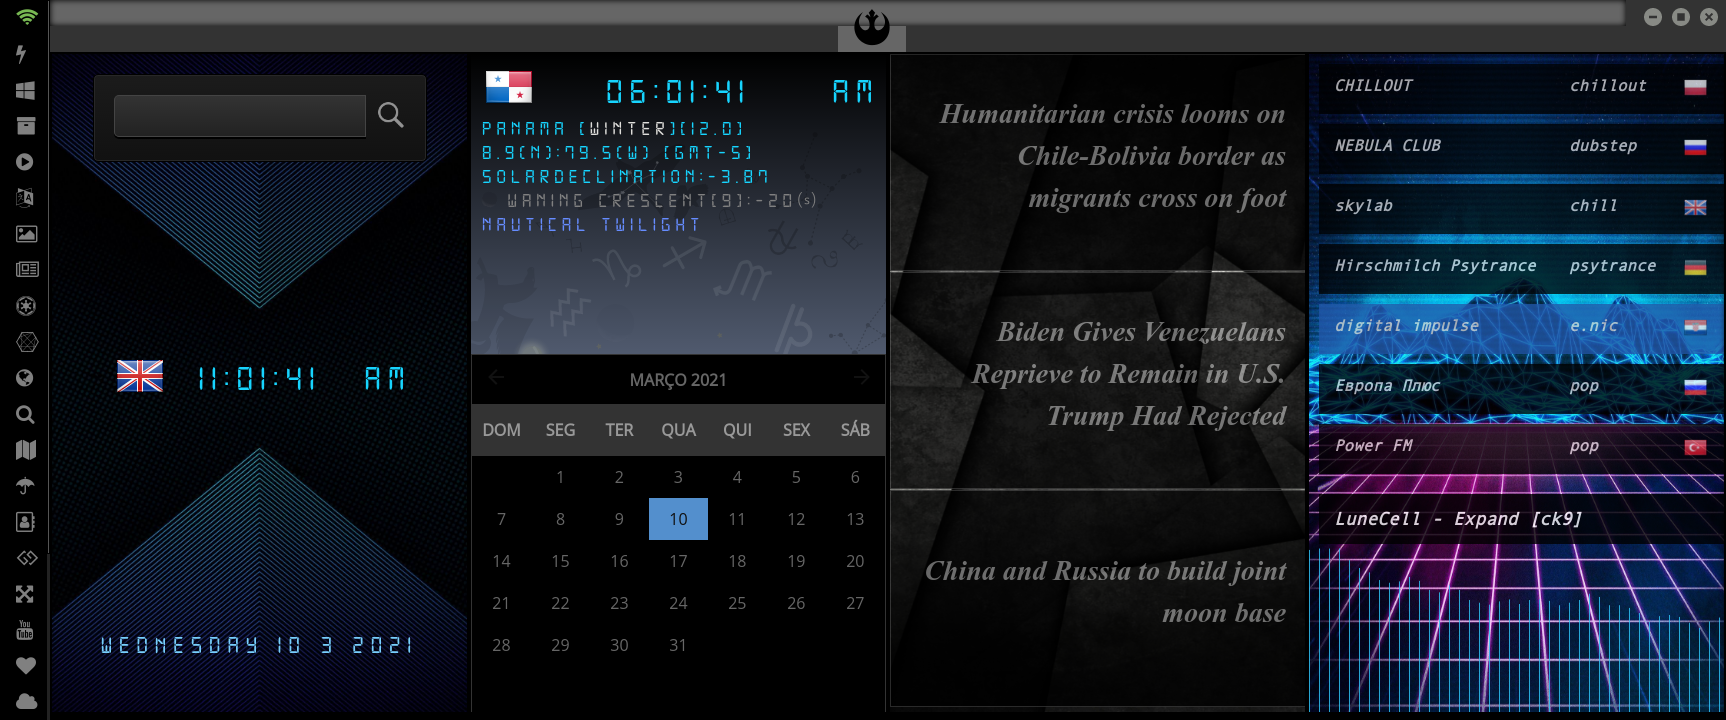 11:01:41 AM
WEDNESDAY 10 3 2021
06:01:41 AM
PANAMA (WINTER)[12.0]
8.9(N):79.5(W) [GMT-5]
SOLARDECLINATION:-3.87
WANING CRESCENT[9]:-20(s)
NAUTICAL TWILIGHT
MARÇO 2021
DOM SEG TER QUA QUI SEX SÁB
1 2 3 4 5 6
7 8 9 10 11 12 13
14 15 16 17 18 19 20
21 22 23 24 25 26 27
28 29 30 31
Humanitarian crisis looms on
Chile-Bolivia border as
migrants cross on foot
Biden Gives Venezuelans
Reprieve to Remain in U.S.
Trump Had Rejected
China and Russia to build joint
moon base
CHILLOUT chillout
NEBULA CLUB dubstep
skylab chill
Hirschmilch Psytrance psytrance
digital impulse e.nic
Европа Плюс pop
Power FM pop
LuneCell - Expand [ck9]
You
Tube